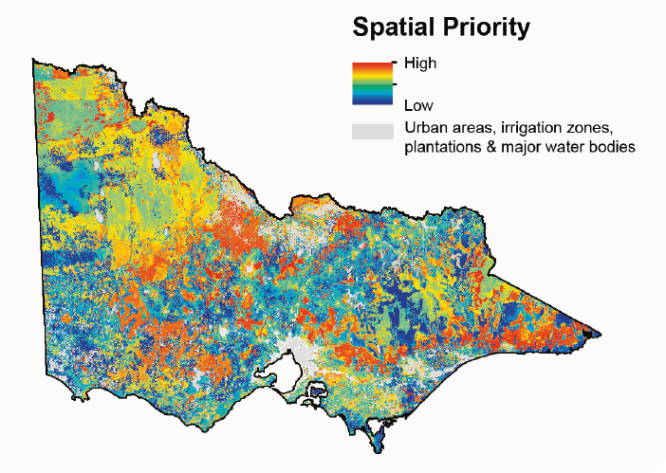 Spatial Priority
High
Low
Urban areas, irrigation zones,
plantations & major water bodies